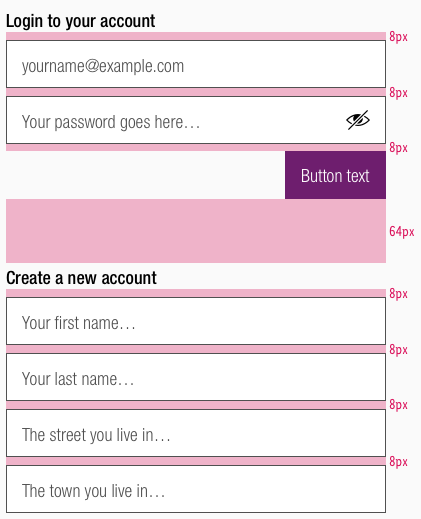 Login to your account
8px
yourname@example.com
8px
Your password goes here...
8px
Button text
64px
Create a new account
8px
Your first name...
8px
Your last name...
8px
The street you live in...
8px
The town you live in...